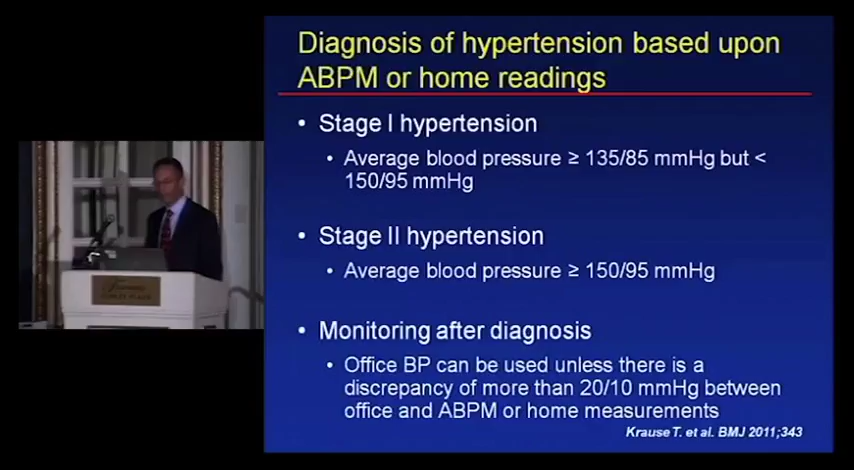 Diagnosis of hypertension based upon
ABPM or home readings
• Stage I hypertension
• Average blood pressure ≥ 135/85 mmHg but <
150/95 mmHg
• Stage II hypertension
• Average blood pressure ≥ 150/95 mmHg
• Monitoring after diagnosis
• Office BP can be used unless there is a
discrepancy of more than 20/10 mmHg between
office and ABPM or home measurements
Krause T. et al. BMJ 2011;343